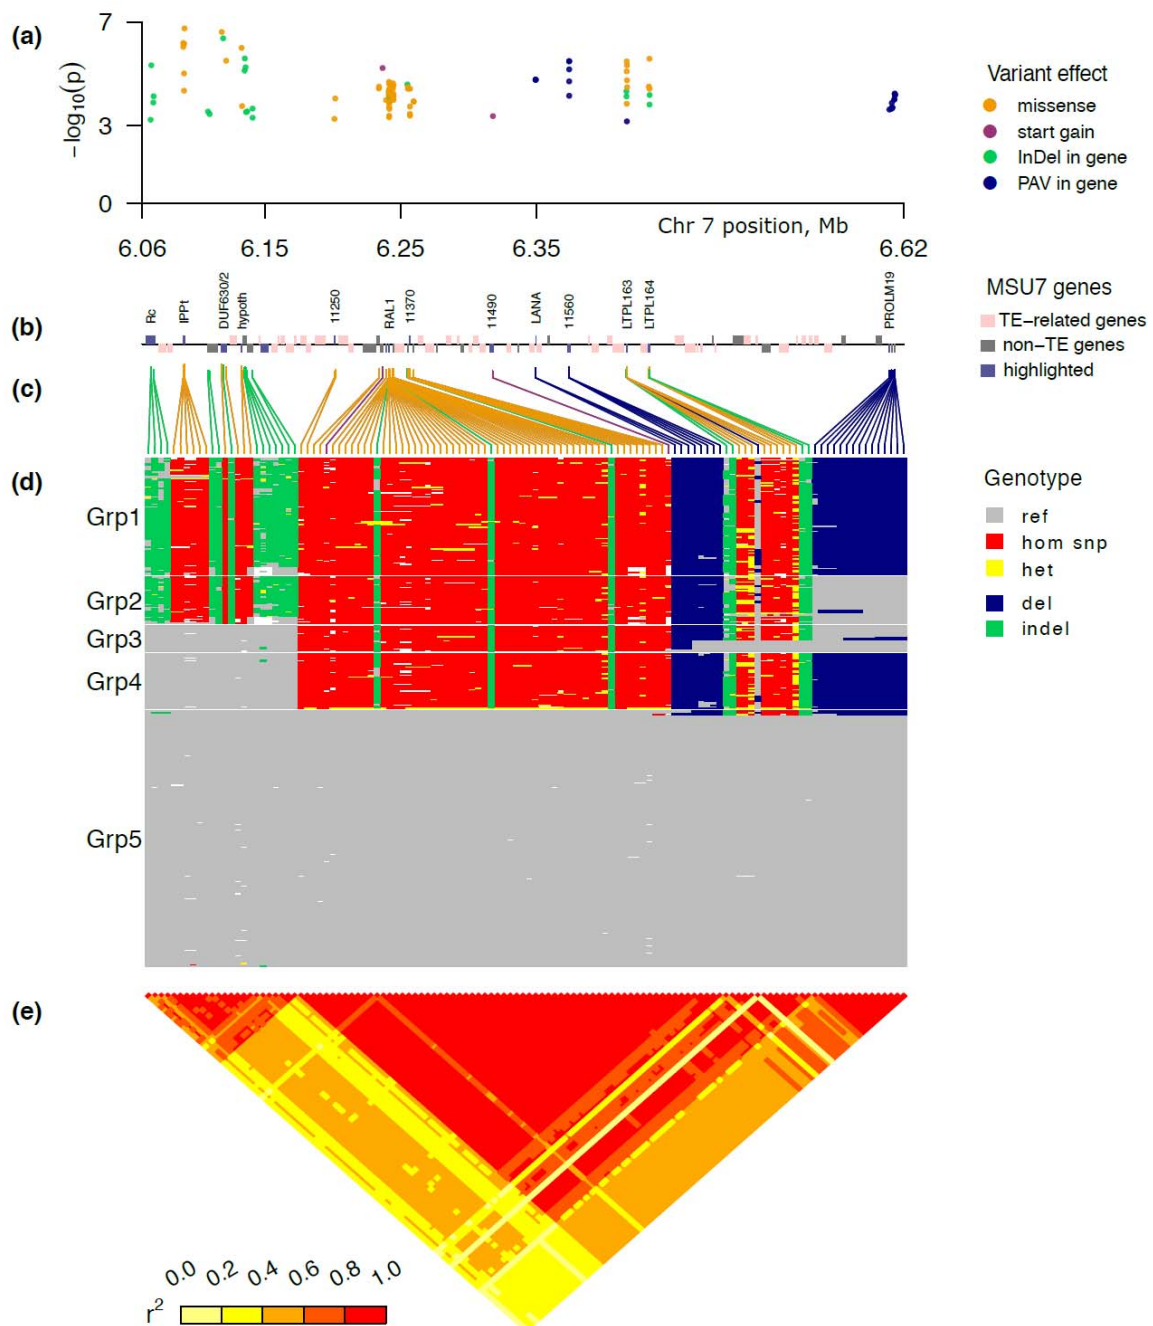 (a)
7
3
0
−log10(p)
6.06 6.15 6.25 6.35 6.62
Chr 7 position, Mb
Variant effect
missense
start gain
InDel in gene
PAV in gene
(b)
Rc
IPPt
DUF630/2
hypoth
11250
RAL1
11370
11490
LANA
11560
LTPL163
LTPL164
PROLM19
MSU7 genes
TE−related genes
non−TE genes
highlighted
(c)
(d)
Grp1
Grp2
Grp3
Grp4
Grp5
Genotype
ref
hom snp
het
del
indel
(e)
0.0 0.2 0.4 0.6 0.8 1.0
r2